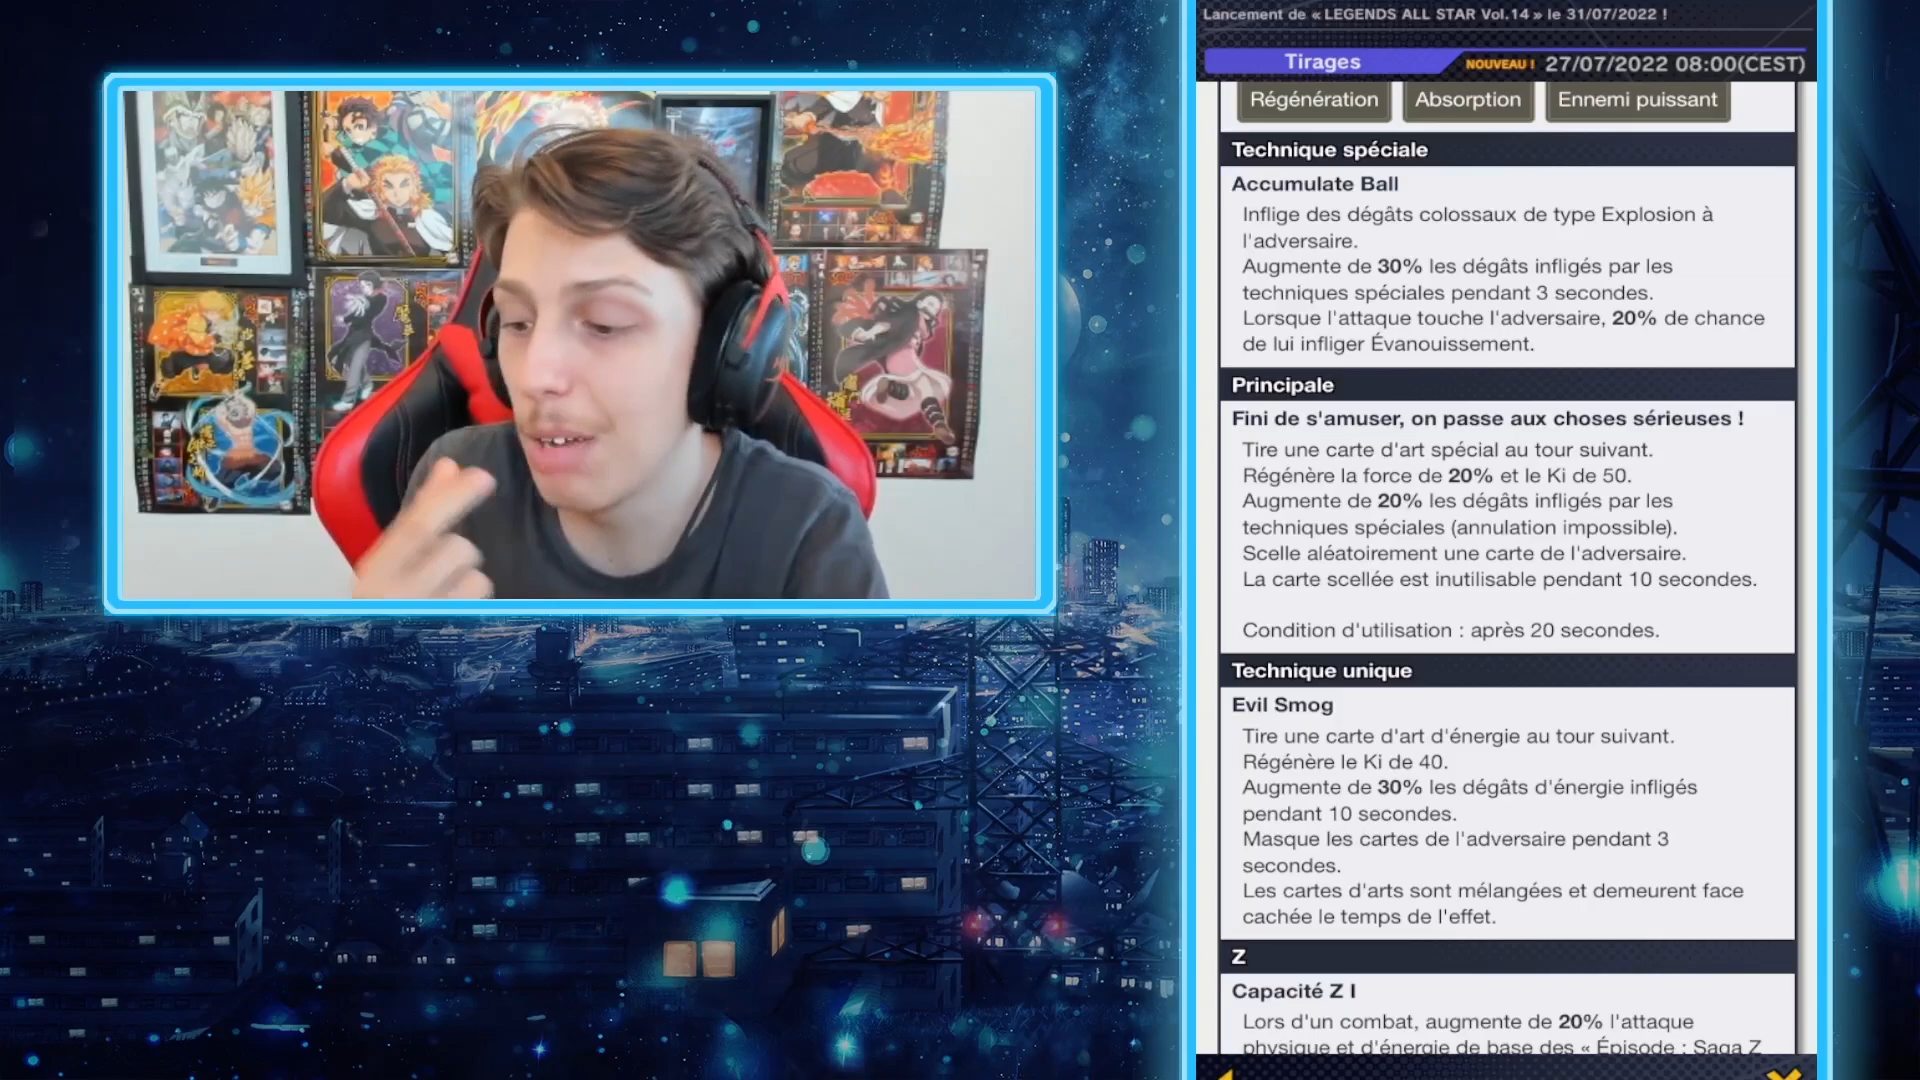 Lancement de « LEGENDS ALL STAR Vol.14 » le 31/07/2022 !
Tirages
NOUVEAU ! 27/07/2022 08:00(CEST)
Régénération Absorption Ennemi puissant
Technique spéciale
Accumulate Ball
Inflige des dégâts colossaux de type Explosion à
l'adversaire.
Augmente de 30% les dégâts infligés par les
techniques spéciales pendant 3 secondes.
Lorsque l'attaque touche l'adversaire, 20% de chance
de lui infliger Évanouissement.
Principale
Fini de s'amuser, on passe aux choses sérieuses !
Tire une carte d'art spécial au tour suivant.
Régénère la force de 20% et le Ki de 50.
Augmente de 20% les dégâts infligés par les
techniques spéciales (annulation impossible).
Scelle aléatoirement une carte de l'adversaire.
La carte scellée est inutilisable pendant 10 secondes.
Condition d'utilisation : après 20 secondes.
Technique unique
Evil Smog
Tire une carte d'art d'énergie au tour suivant.
Régénère le Ki de 40.
Augmente de 30% les dégâts d'énergie infligés
pendant 10 secondes.
Masque les cartes de l'adversaire pendant 3
secondes.
Les cartes d'arts sont mélangées et demeurent face
cachée le temps de l'effet.
Z
Capacité Z I
Lors d'un combat, augmente de 20% l'attaque
physique et d'énergie de base des « Épisode : Saga Z